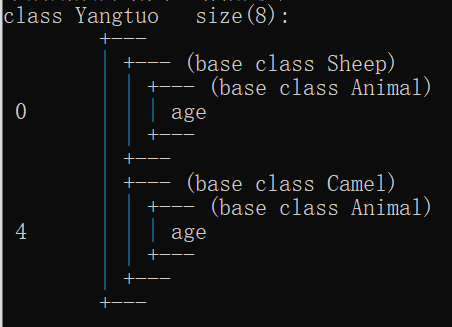 class Yangtuo size(8):
+---
| +--- (base class Sheep)
| | +--- (base class Animal)
0 | | | age
| | +---
| +---
| +--- (base class Camel)
| | +--- (base class Animal)
4 | | | age
| | +---
| +---
+---